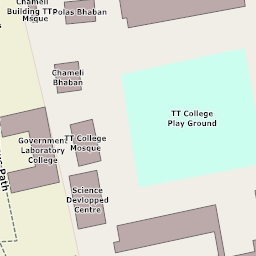 Chameli
Building TT
Msque
Polas Bhaban
Chameli
Bhaban
TT College
Play Ground
Government
Laboratory
College
TT College
Mosque
Science
Devlopped
Centre
Path